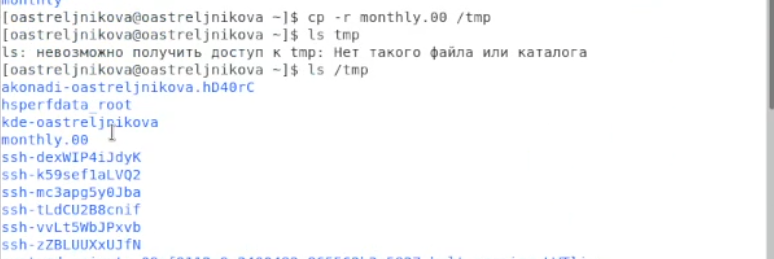 monthly
[oastreljnikova@oastreljnikova ~]$ cp -r monthly.00 /tmp
[oastreljnikova@oastreljnikova ~]$ ls tmp
ls: невозможно получить доступ к tmp: Нет такого файла или каталога
[oastreljnikova@oastreljnikova ~]$ ls /tmp
akonadi-oastreljnikova.hD40rC
hsperfdata_root
kde-oastreljnikova
monthly.00
ssh-dexWIP4iJdyK
ssh-k59sef1aLVQ2
ssh-mc3apg5y0Jba
ssh-tLdCU2B8cnif
ssh-vvLt5WbJPxvb
ssh-zZBLUUXxUJfN